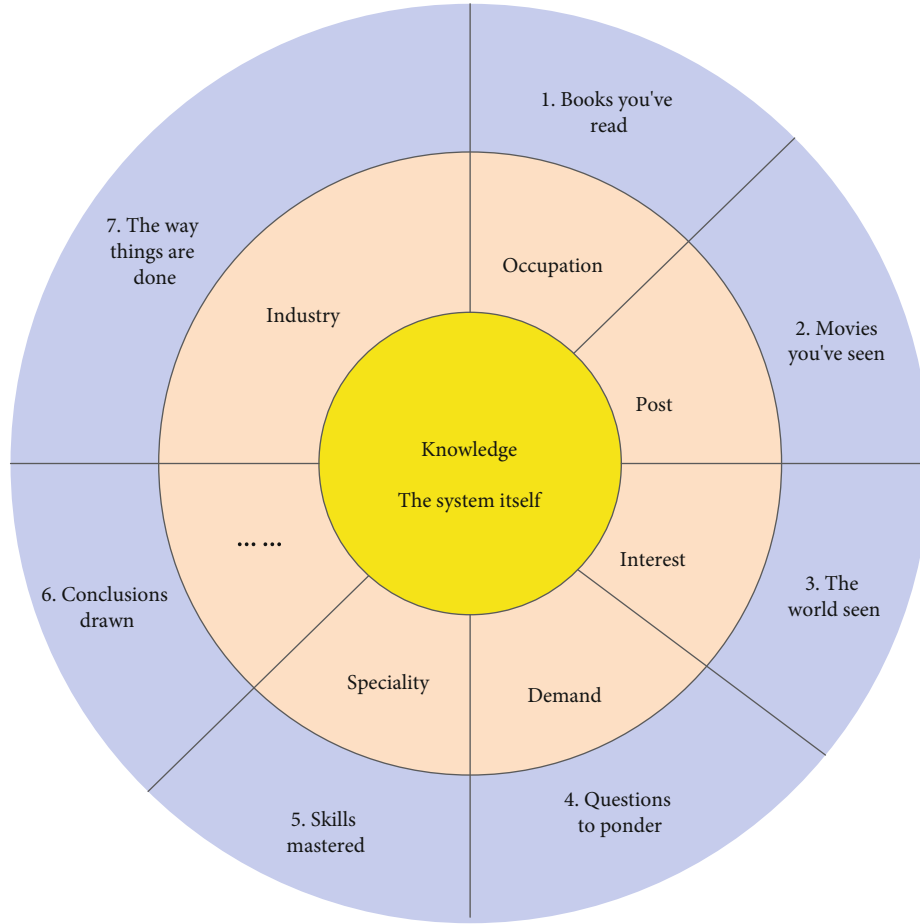 1. Books you've
read
2. Movies
you've seen
3. The
world seen
4. Questions
to ponder
5. Skills
mastered
6. Conclusions
drawn
7. The way
things are
done
Occupation
Post
Interest
Demand
Speciality
... ...
Industry
Knowledge
The system itself